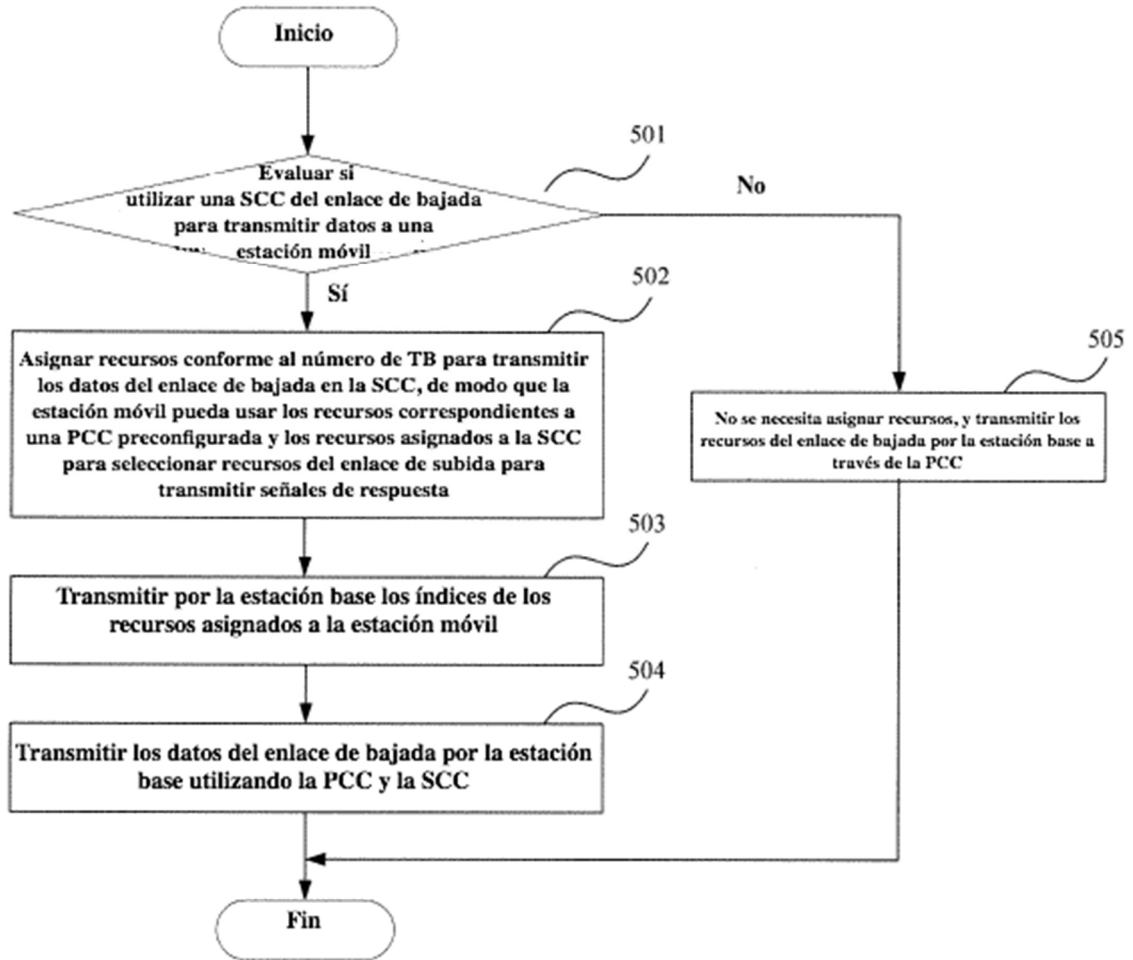 Inicio
501
Evaluar si
utilizar una SCC del enlace de bajada
para transmitir datos a una
estación móvil
No
Sí
502
Asignar recursos conforme al número de TB para transmitir
los datos del enlace de bajada en la SCC, de modo que la
estación móvil pueda usar los recursos correspondientes a
una PCC preconfigurada y los recursos asignados a la SCC
para seleccionar recursos del enlace de subida para
transmitir señales de respuesta
505
No se necesita asignar recursos, y transmitir los
recursos del enlace de bajada por la estación base a
través de la PCC
503
Transmitir por la estación base los índices de los
recursos asignados a la estación móvil
504
Transmitir los datos del enlace de bajada por la estación
base utilizando la PCC y la SCC
Fin